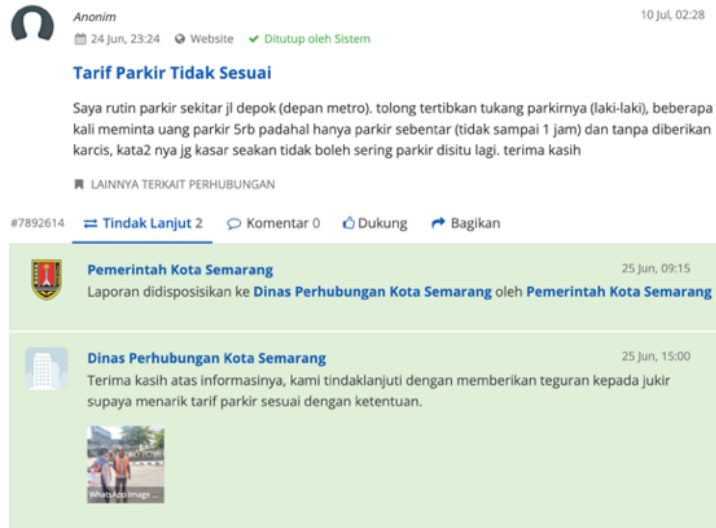 Anonim 10 Jul, 02:28
24 Jun, 23:24 Website Ditutup oleh Sistem
Tarif Parkir Tidak Sesuai
Saya rutin parkir sekitar jl depok (depan metro). tolong tertibkan tukang parkirnya (laki-laki), beberapa
kali meminta uang parkir 5rb padahal hanya parkir sebentar (tidak sampai 1 jam) dan tanpa diberikan
karcis, kata2 nya jg kasar seakan tidak boleh sering parkir disitu lagi. terima kasih
LAINNYA TERKAIT PERHUBUNGAN
#7892614 Tindak Lanjut 2 Komentar 0 Dukung Bagikan
Pemerintah Kota Semarang 25 Jun, 09:15
Laporan didisposisikan ke Dinas Perhubungan Kota Semarang oleh Pemerintah Kota Semarang
Dinas Perhubungan Kota Semarang 25 Jun, 15:00
Terima kasih atas informasinya, kami tindaklanjuti dengan memberikan teguran kepada jukir
supaya menarik tarif parkir sesuai dengan ketentuan.
WhatsApp Image ...